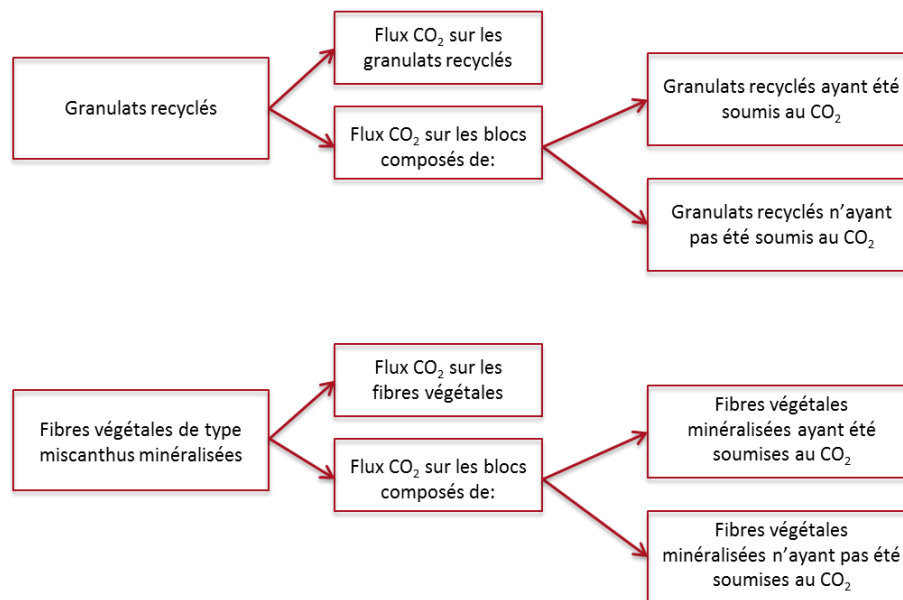 Flux CO₂ sur les
granulats recyclés
Granulats recyclés
Flux CO₂ sur les blocs
composés de:
Granulats recyclés ayant été
soumis au CO₂
Granulats recyclés n’ayant
pas été soumis au CO₂
Flux CO₂ sur les
fibres végétales
Fibres végétales de type
miscanthus minéralisées
Flux CO₂ sur les blocs
composés de:
Fibres végétales
minéralisées ayant été
soumises au CO₂
Fibres végétales
minéralisées n’ayant pas été
soumises au CO₂